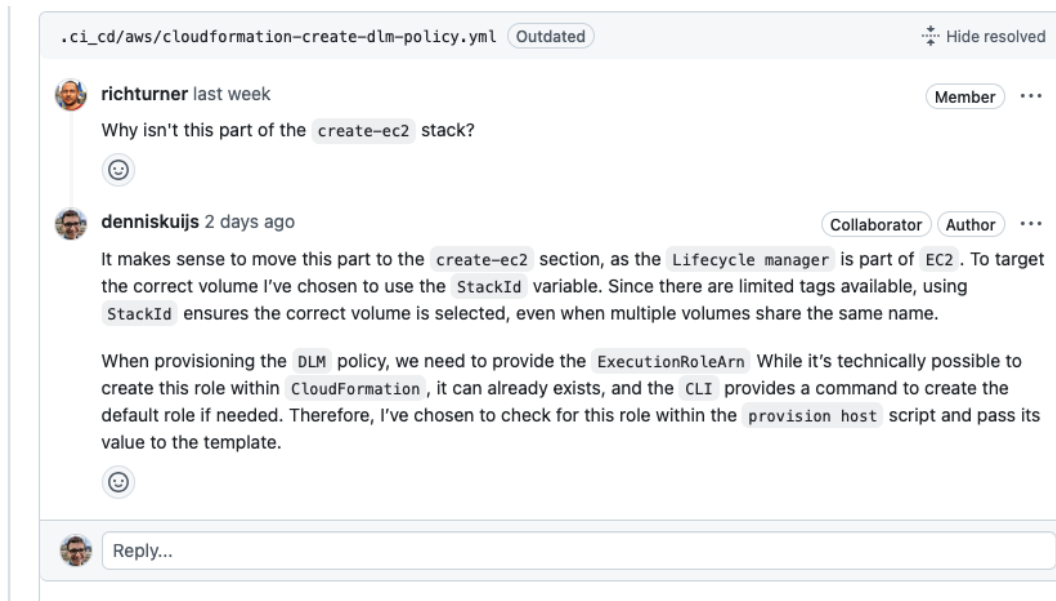 .ci_cd/aws/cloudformation-create-dlm-policy.yml Outdated Hide resolved
richturner last week Member
Why isn't this part of the create-ec2 stack?
denniskuijs 2 days ago Collaborator Author
It makes sense to move this part to the create-ec2 section, as the Lifecycle manager is part of EC2. To target
the correct volume I've chosen to use the StackId variable. Since there are limited tags available, using
StackId ensures the correct volume is selected, even when multiple volumes share the same name.
When provisioning the DLM policy, we need to provide the ExecutionRoleArn While it's technically possible to
create this role within CloudFormation, it can already exists, and the CLI provides a command to create the
default role if needed. Therefore, I've chosen to check for this role within the provision host script and pass its
value to the template.
Reply...